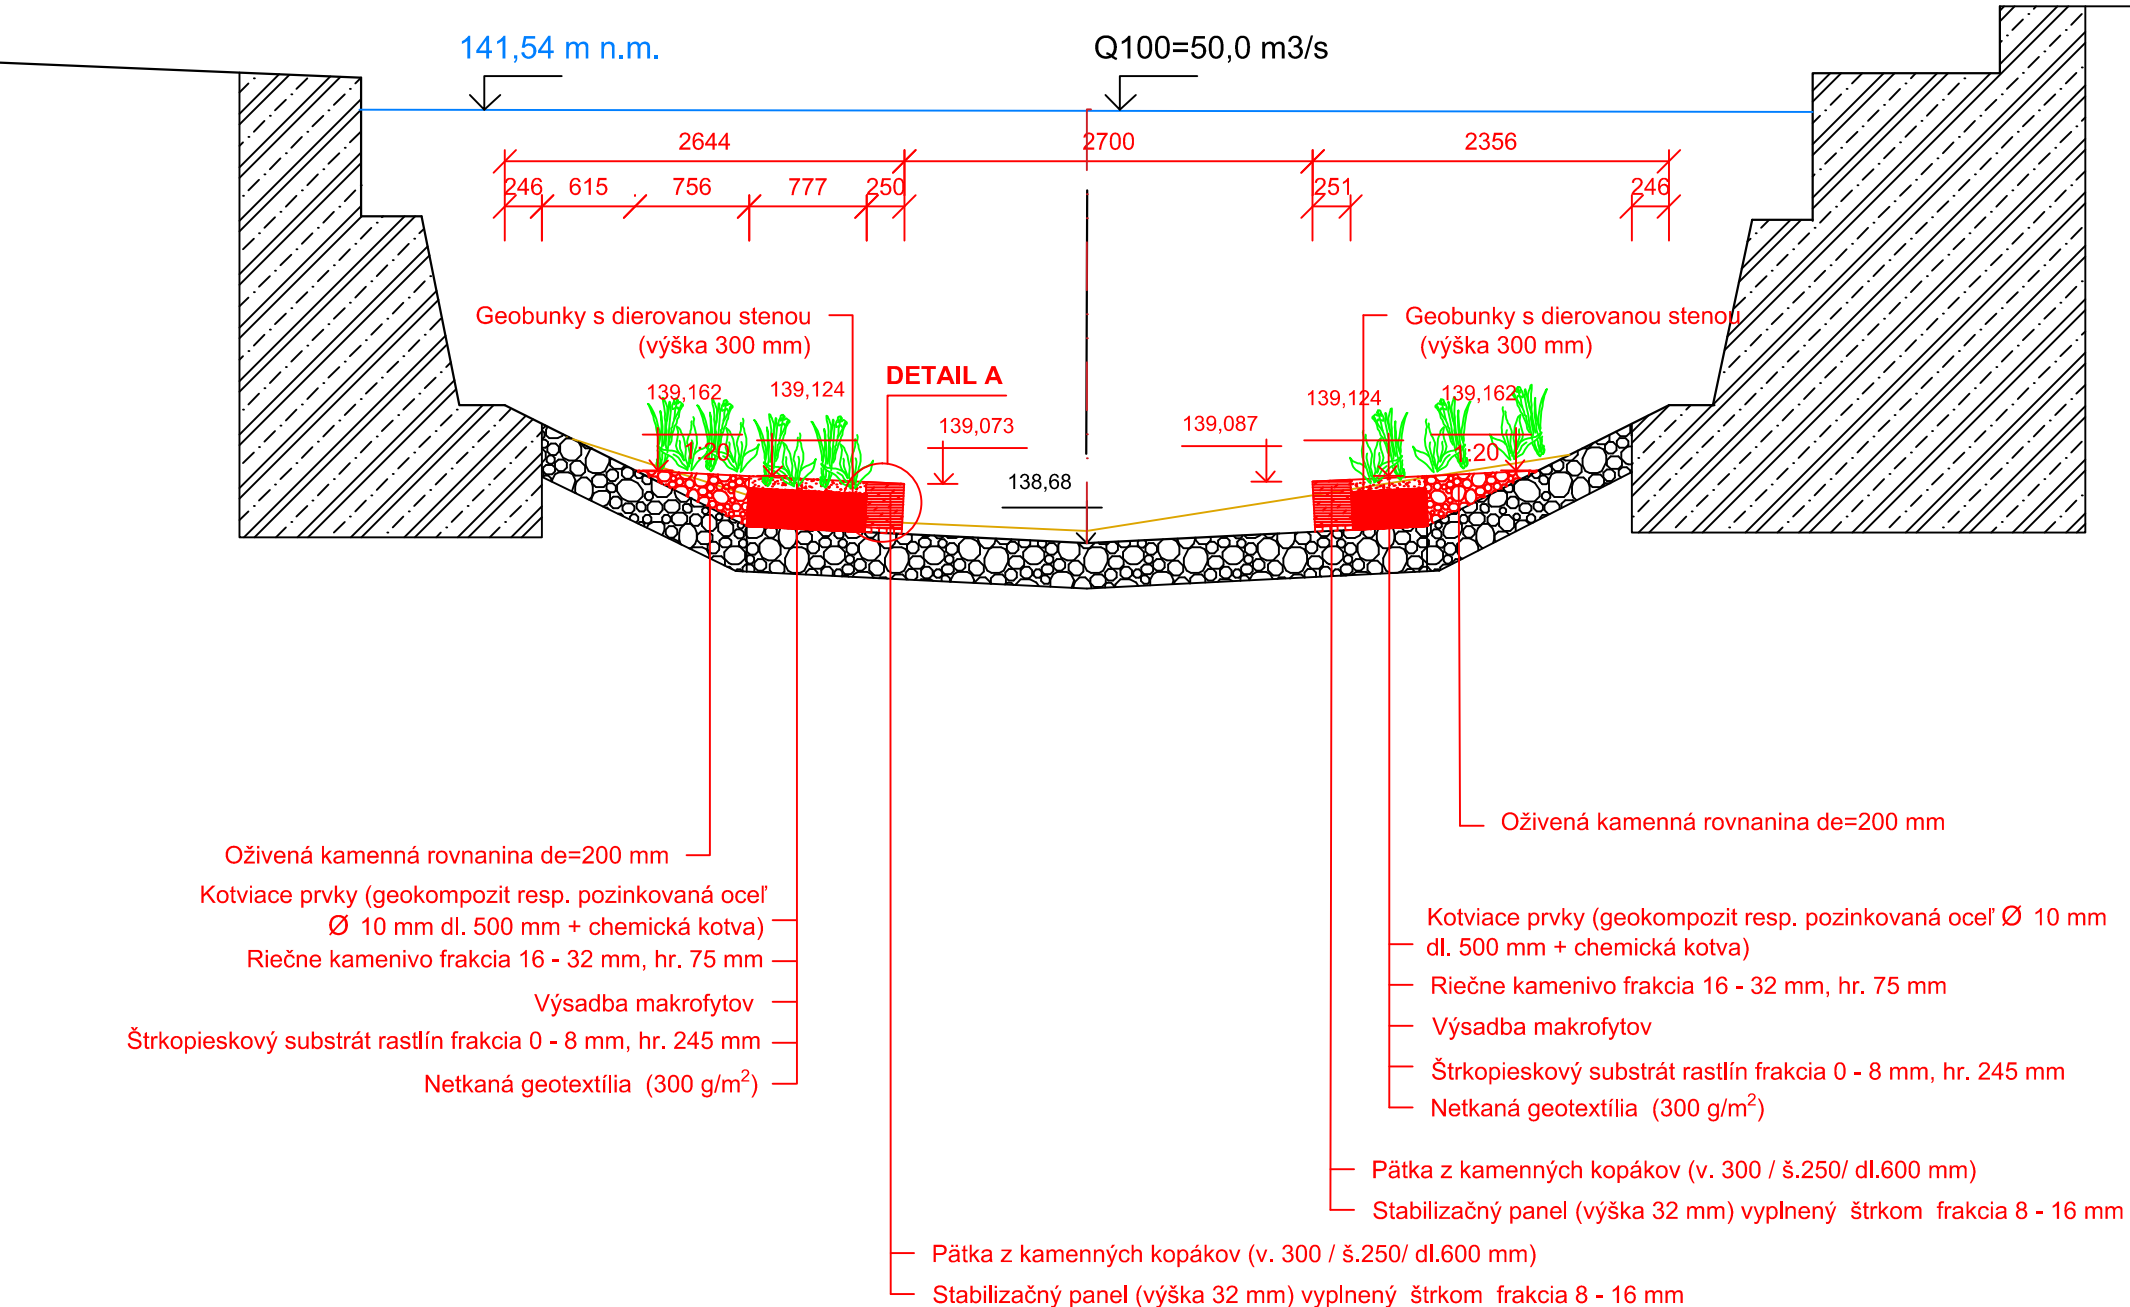 141,54 m n.m.
Q100=50,0 m3/s
2644
2700
2356
246
615
756
777
250
251
246
Geobunky s dierovanou stenou
(výška 300 mm)
Geobunky s dierovanou stenou
(výška 300 mm)
DETAIL A
139,162
139,124
139,124
139,162
139,073
139,087
1:20
1:20
138,68
Oživená kamenná rovnanina de=200 mm
Kotviace prvky (geokompozit resp. pozinkovaná oceľ
Ø 10 mm dl. 500 mm + chemická kotva)
Riečne kamenivo frakcia 16 - 32 mm, hr. 75 mm
Výsadba makrofytov
Štrkopieskový substrát rastlín frakcia 0 - 8 mm, hr. 245 mm
Netkaná geotextília (300 g/m²)
Oživená kamenná rovnanina de=200 mm
Kotviace prvky (geokompozit resp. pozinkovaná oceľ Ø 10 mm
dl. 500 mm + chemická kotva)
Riečne kamenivo frakcia 16 - 32 mm, hr. 75 mm
Výsadba makrofytov
Štrkopieskový substrát rastlín frakcia 0 - 8 mm, hr. 245 mm
Netkaná geotextília (300 g/m²)
Pätka z kamenných kopákov (v. 300 / š.250/ dl.600 mm)
Stabilizačný panel (výška 32 mm) vyplnený štrkom frakcia 8 - 16 mm
Pätka z kamenných kopákov (v. 300 / š.250/ dl.600 mm)
Stabilizačný panel (výška 32 mm) vyplnený štrkom frakcia 8 - 16 mm